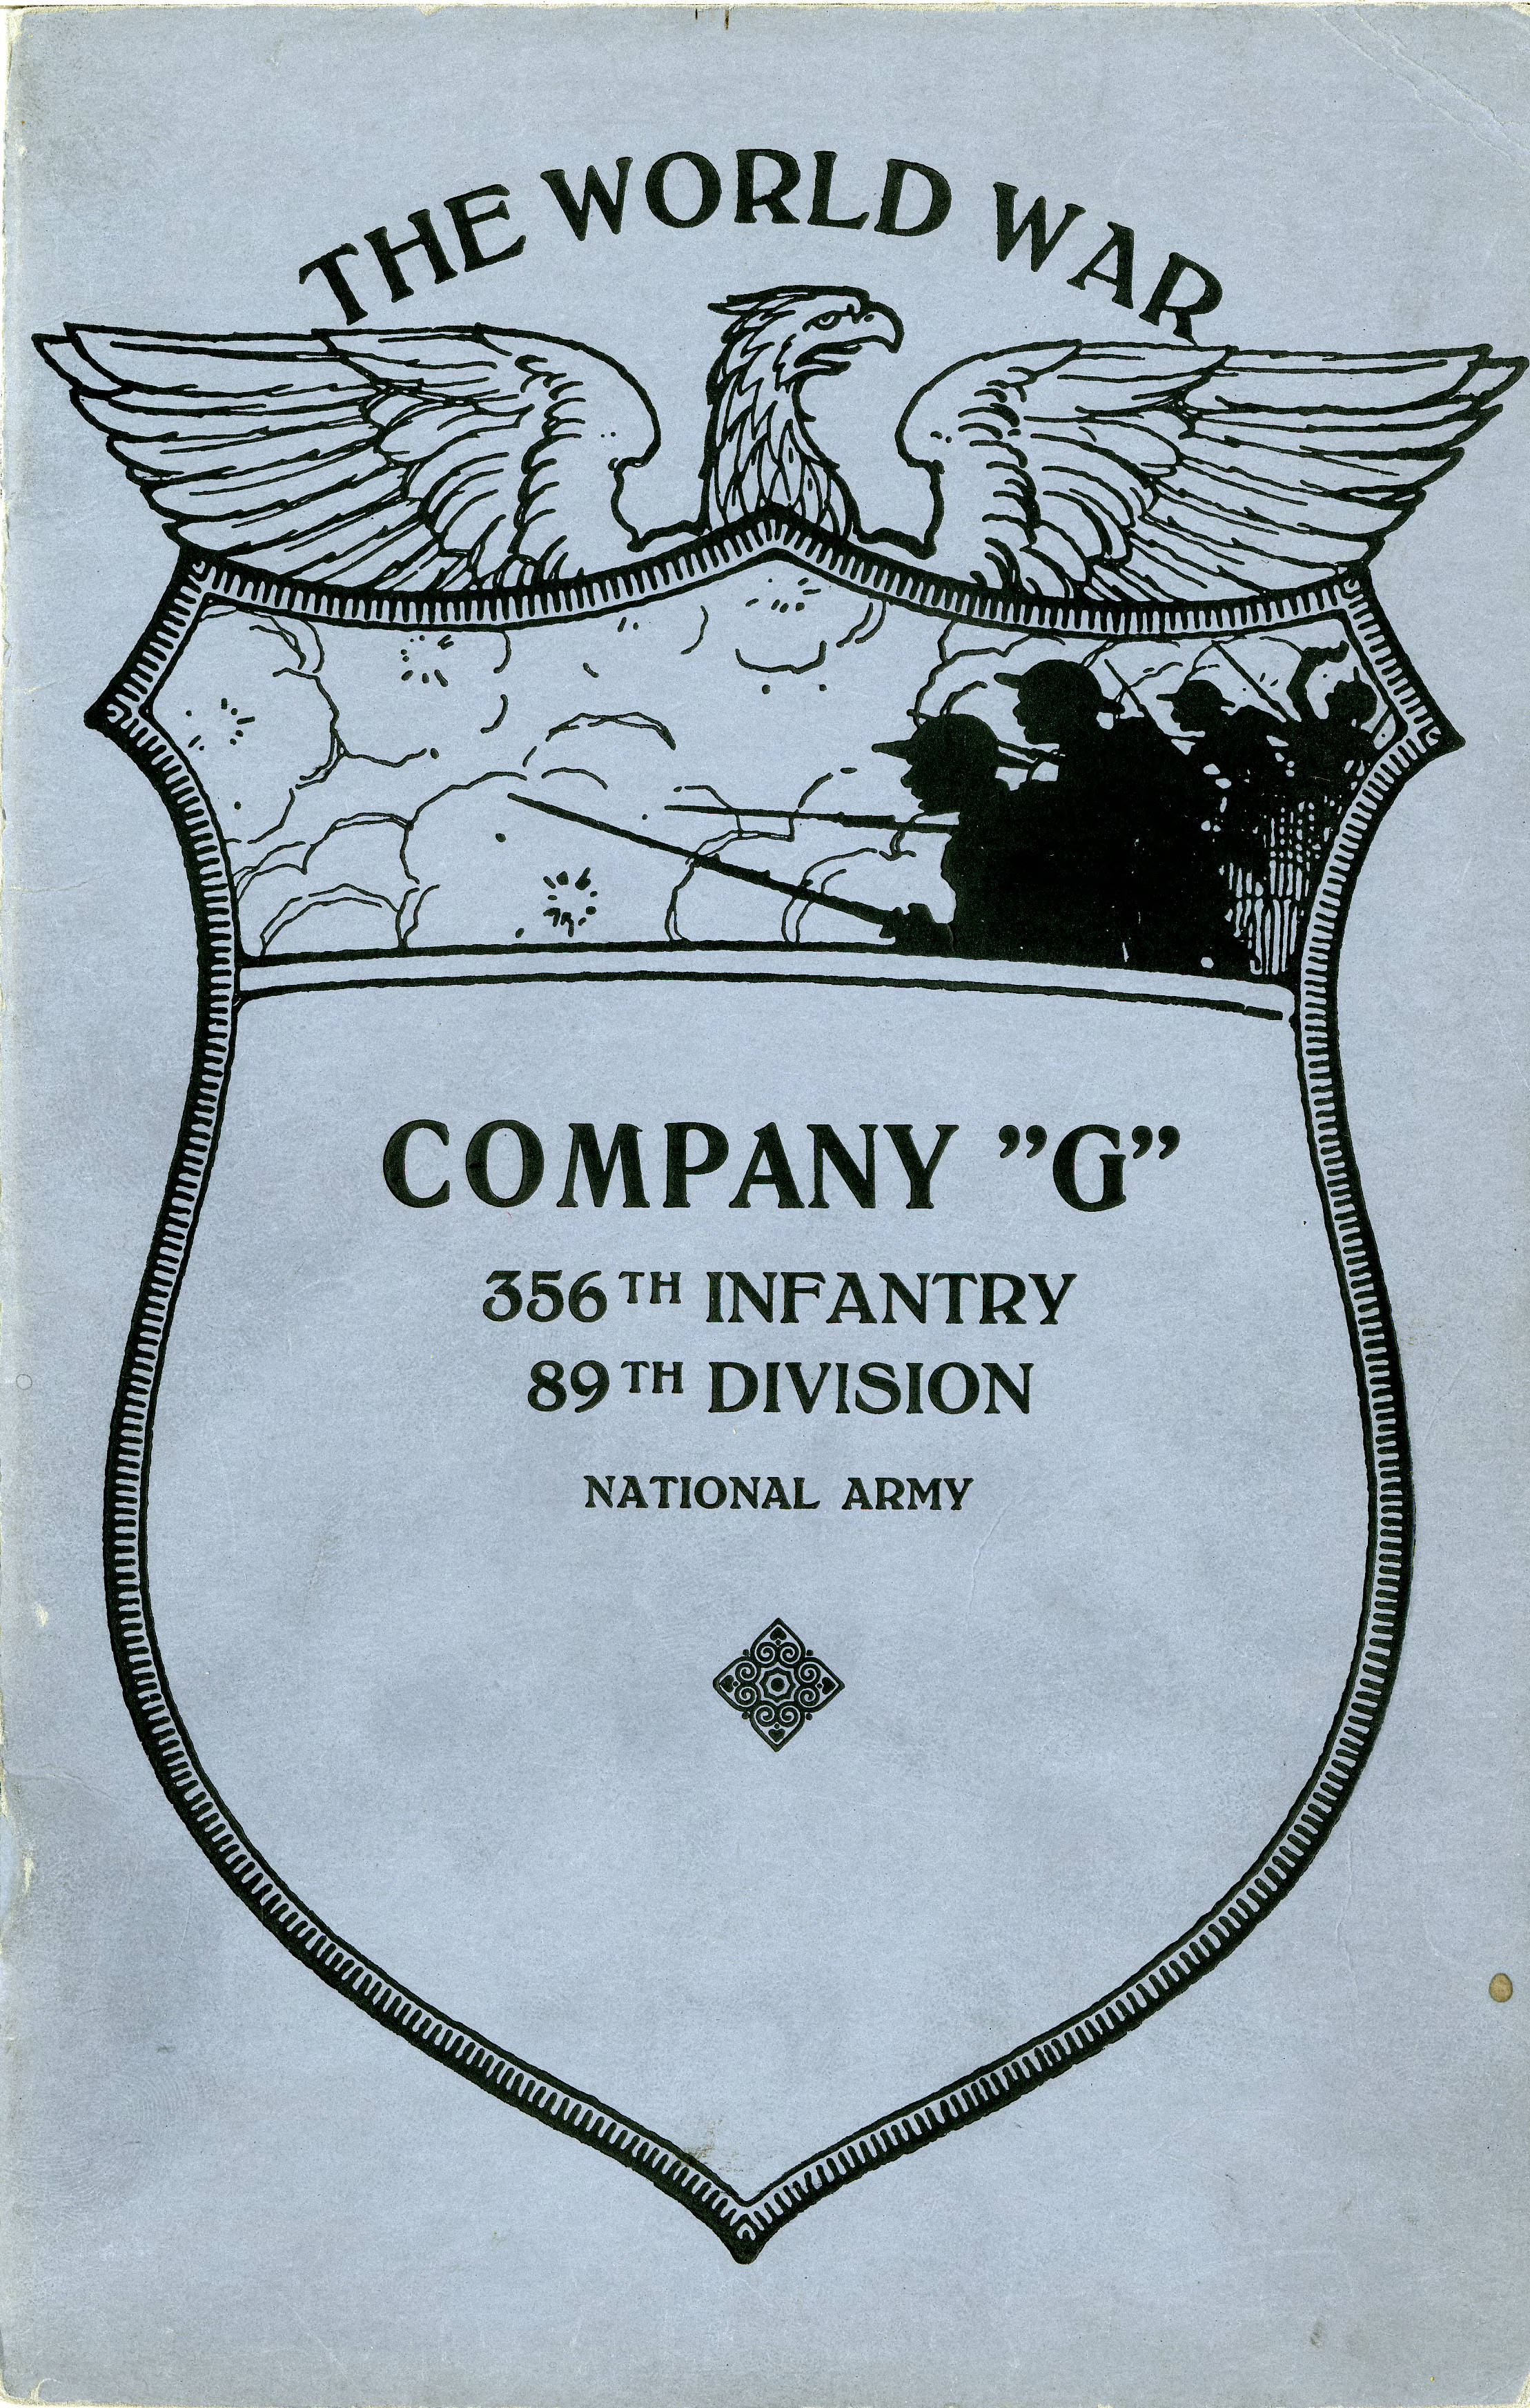 THE WORLD WAR
COMPANY "G"
356TH INFANTRY
89TH DIVISION
NATIONAL ARMY